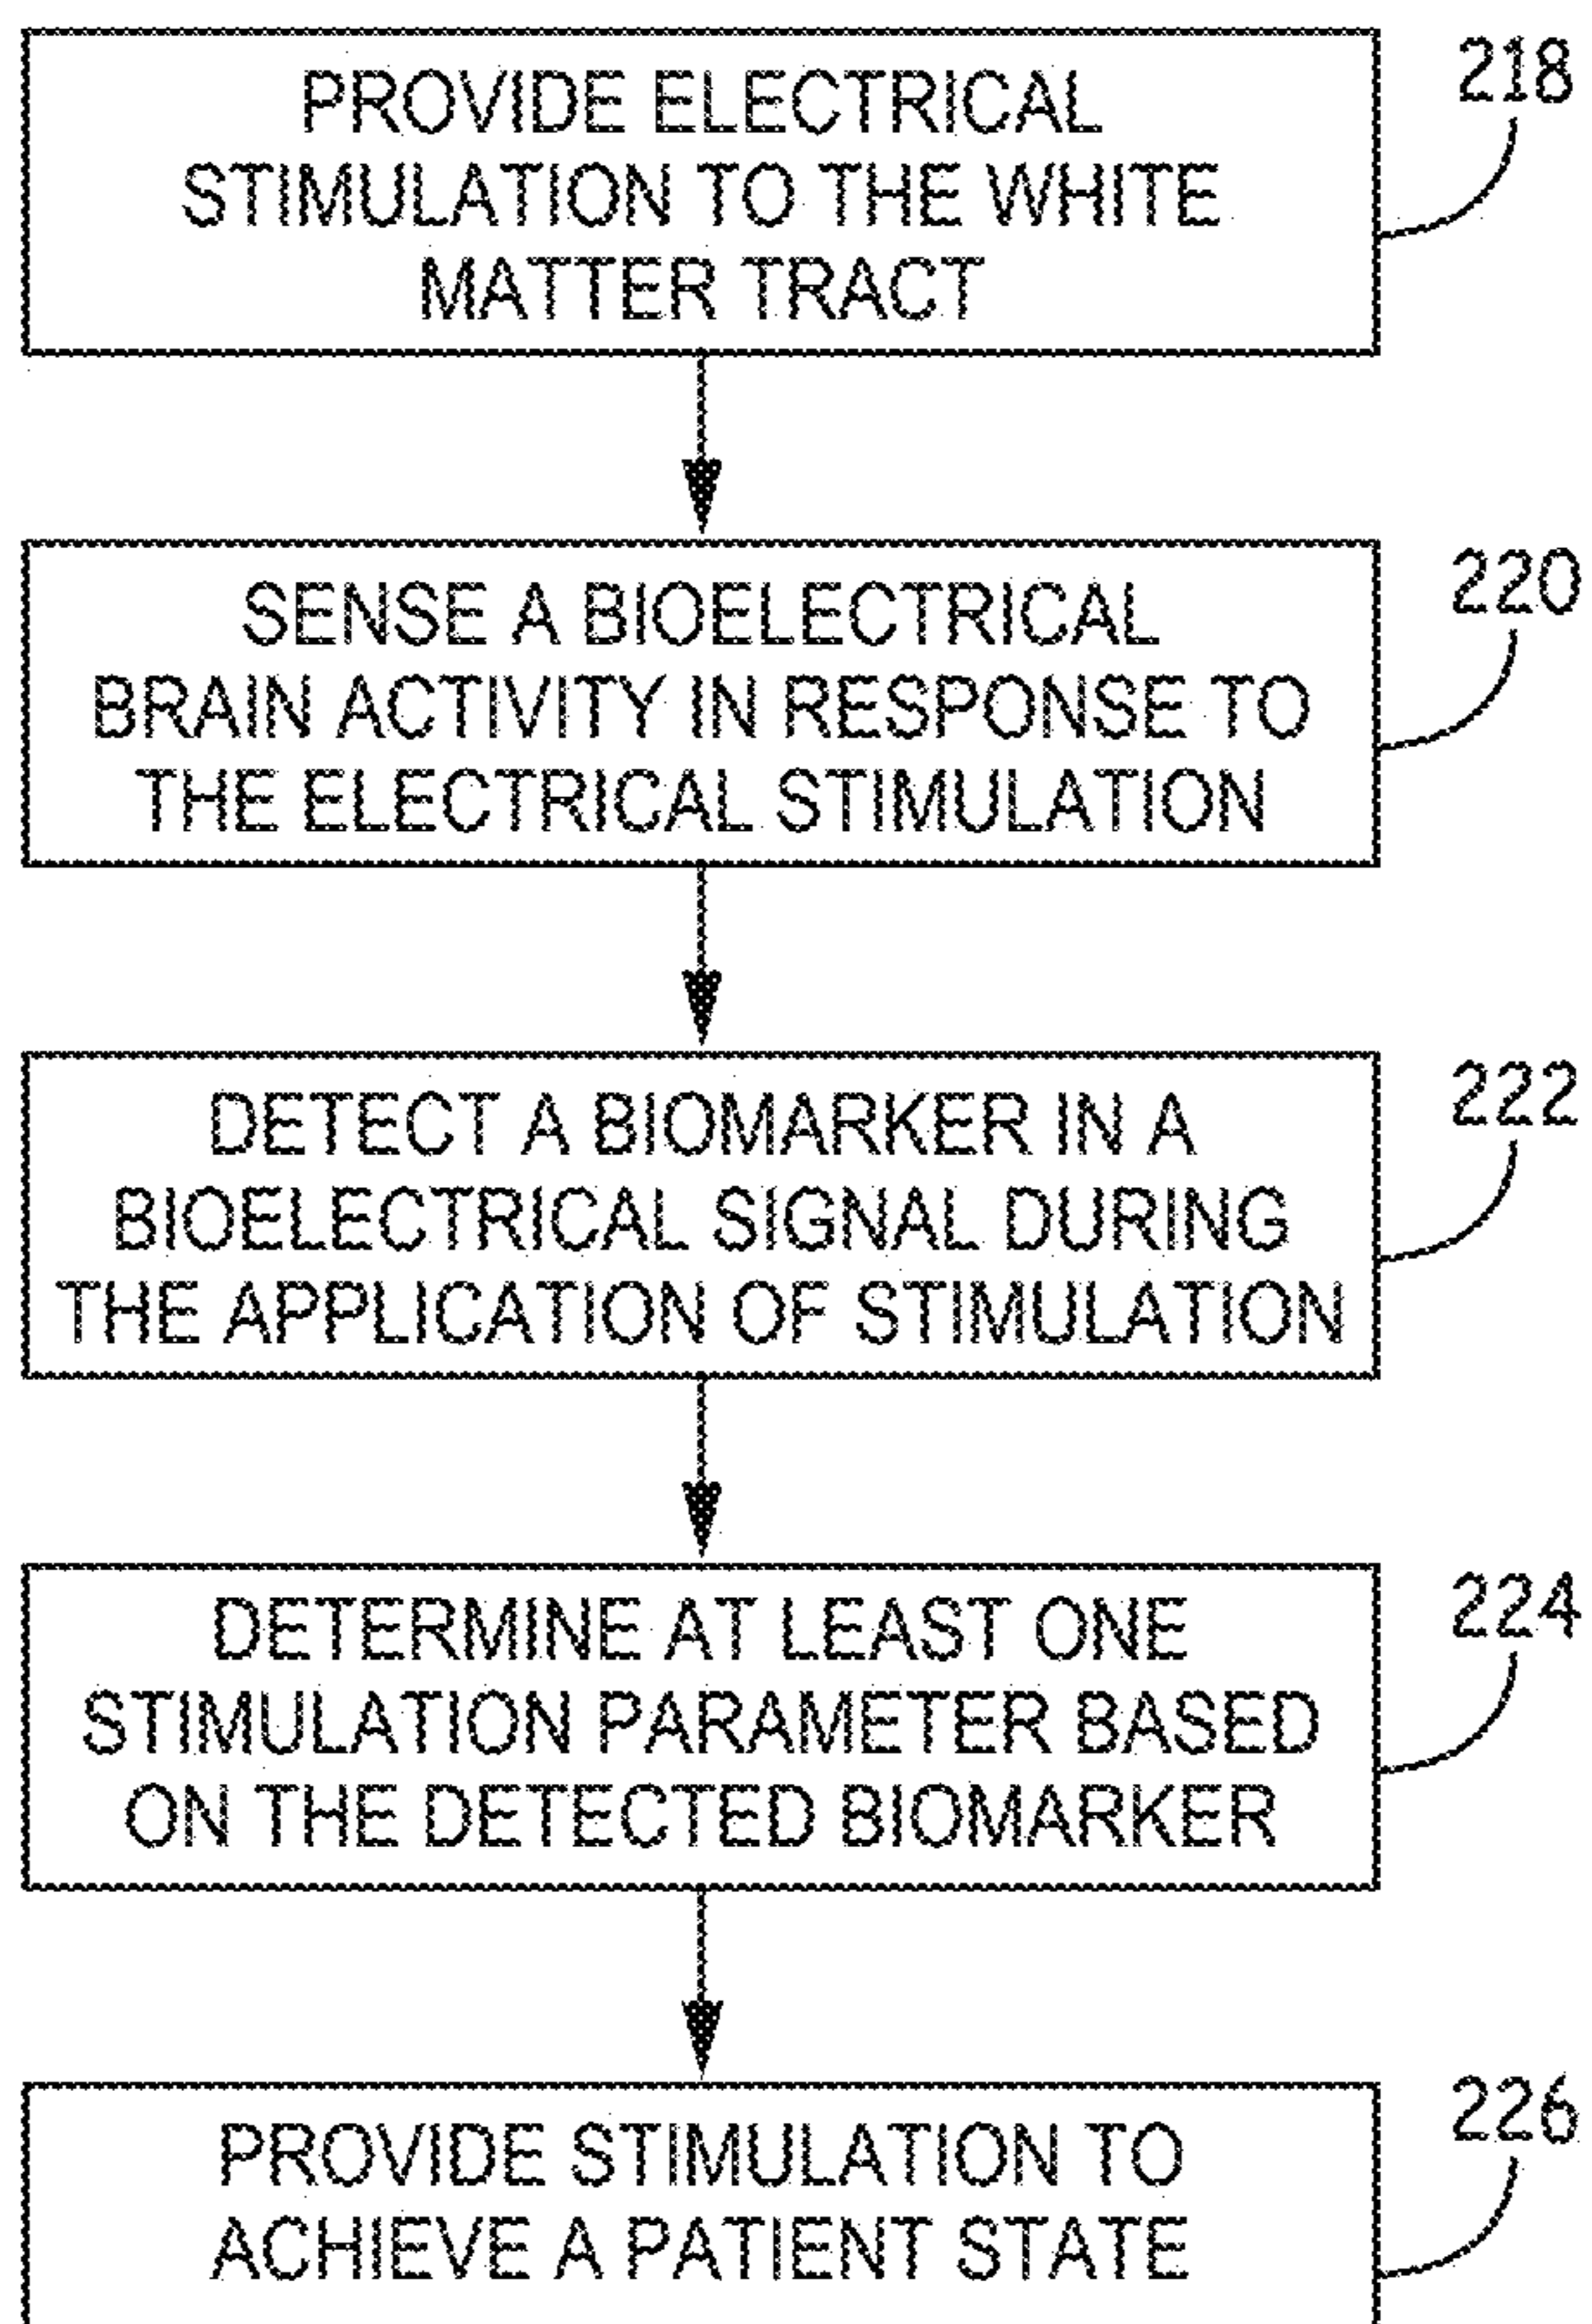 PROVIDE ELECTRICAL
STIMULATION TO THE WHITE
MATTER TRACT
218
SENSE A BIOELECTRICAL
BRAIN ACTIVITY IN RESPONSE TO
THE ELECTRICAL STIMULATION
220
DETECT A BIOMARKER IN A
BIOELECTRICAL SIGNAL DURING
THE APPLICATION OF STIMULATION
222
DETERMINE AT LEAST ONE
STIMULATION PARAMETER BASED
ON THE DETECTED BIOMARKER
224
PROVIDE STIMULATION TO
ACHIEVE A PATIENT STATE
226